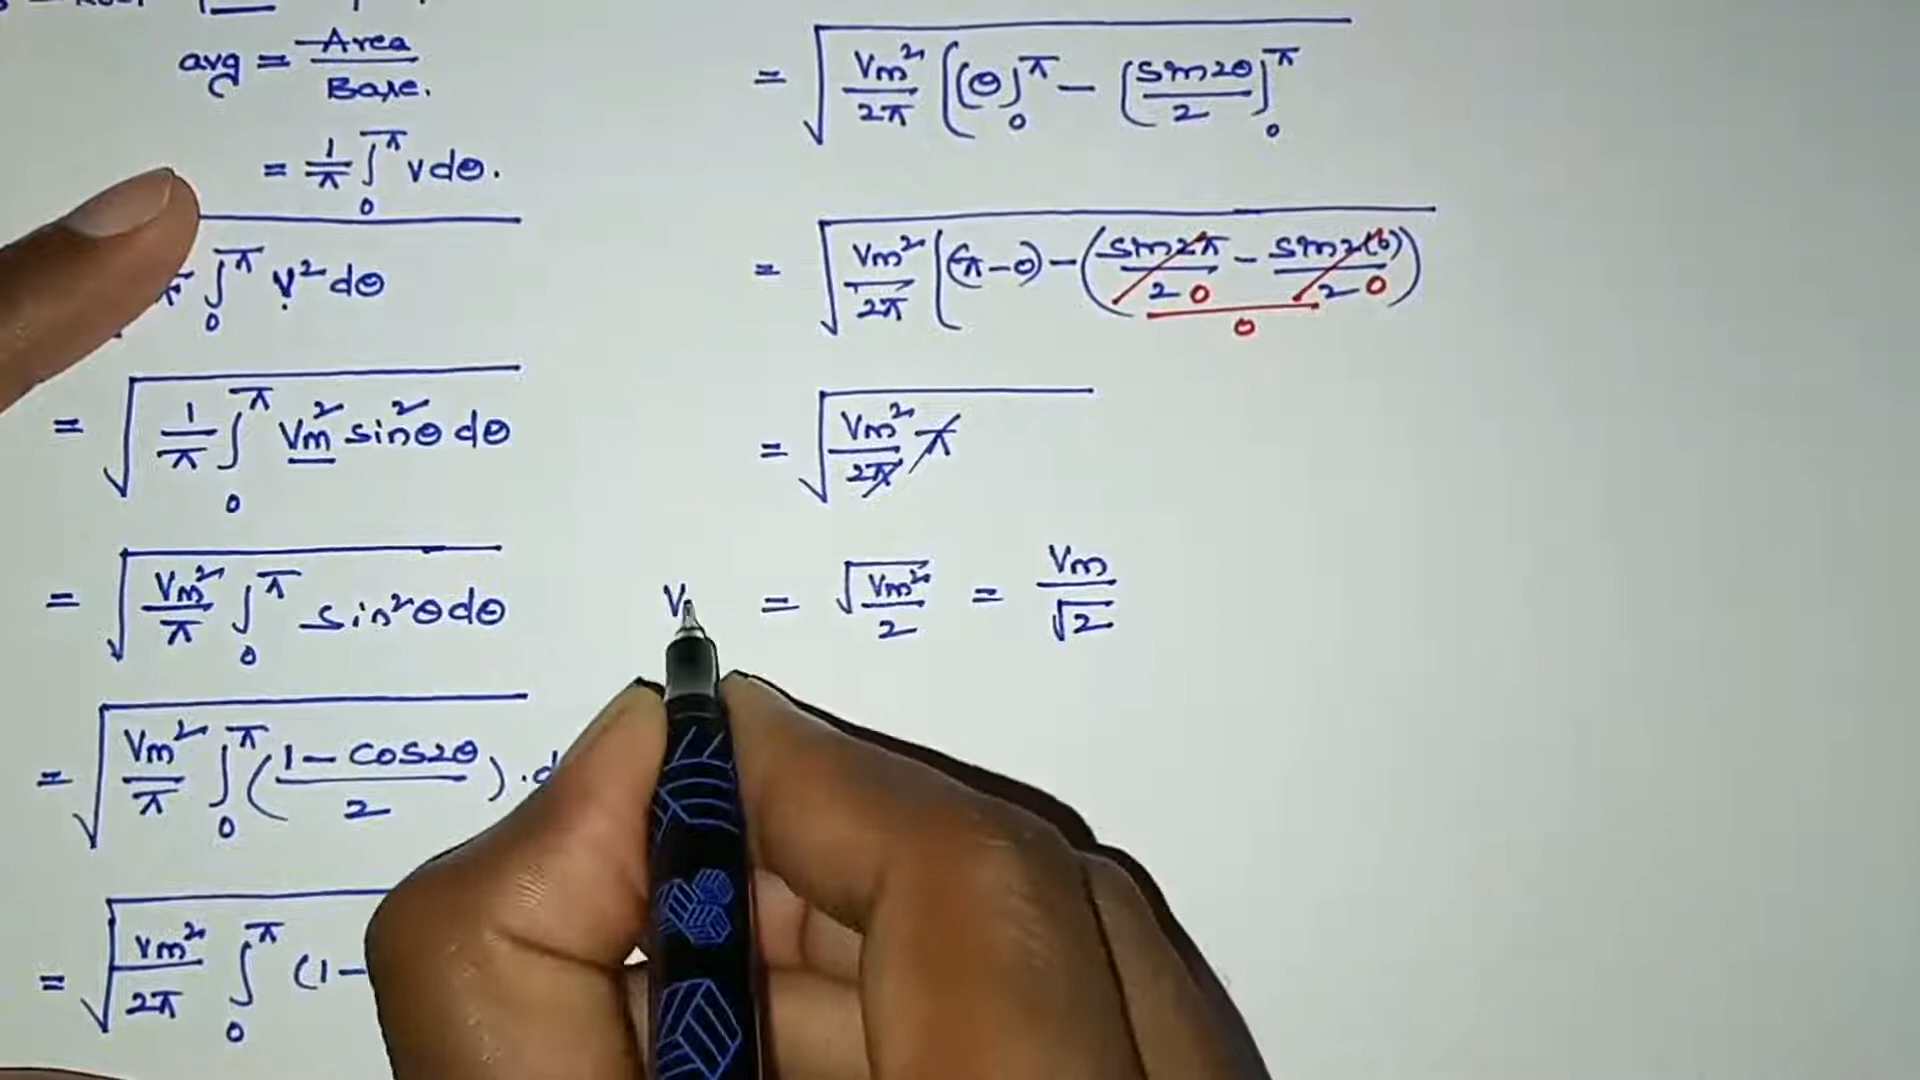 avg = Area / Base.
= 1/π ∫₀^π v dθ.
∫₀^π V² dθ
= √(1/π ∫₀^π Vm² sin²θ dθ)
= √(Vm²/π ∫₀^π sin²θ dθ)
= √(Vm²/π ∫₀^π (1 - cos2θ / 2) . d
= √(Vm²/2π ∫₀^π (1 -
= √(Vm²/2π [(θ)₀^π - (sin2θ/2)₀^π
= √(Vm²/2π [(π - 0) - (sin2π/2 0 - sin2(0)/2 0)
0
= √(Vm²/2π π)
V = √(Vm²/2) = Vm/√2